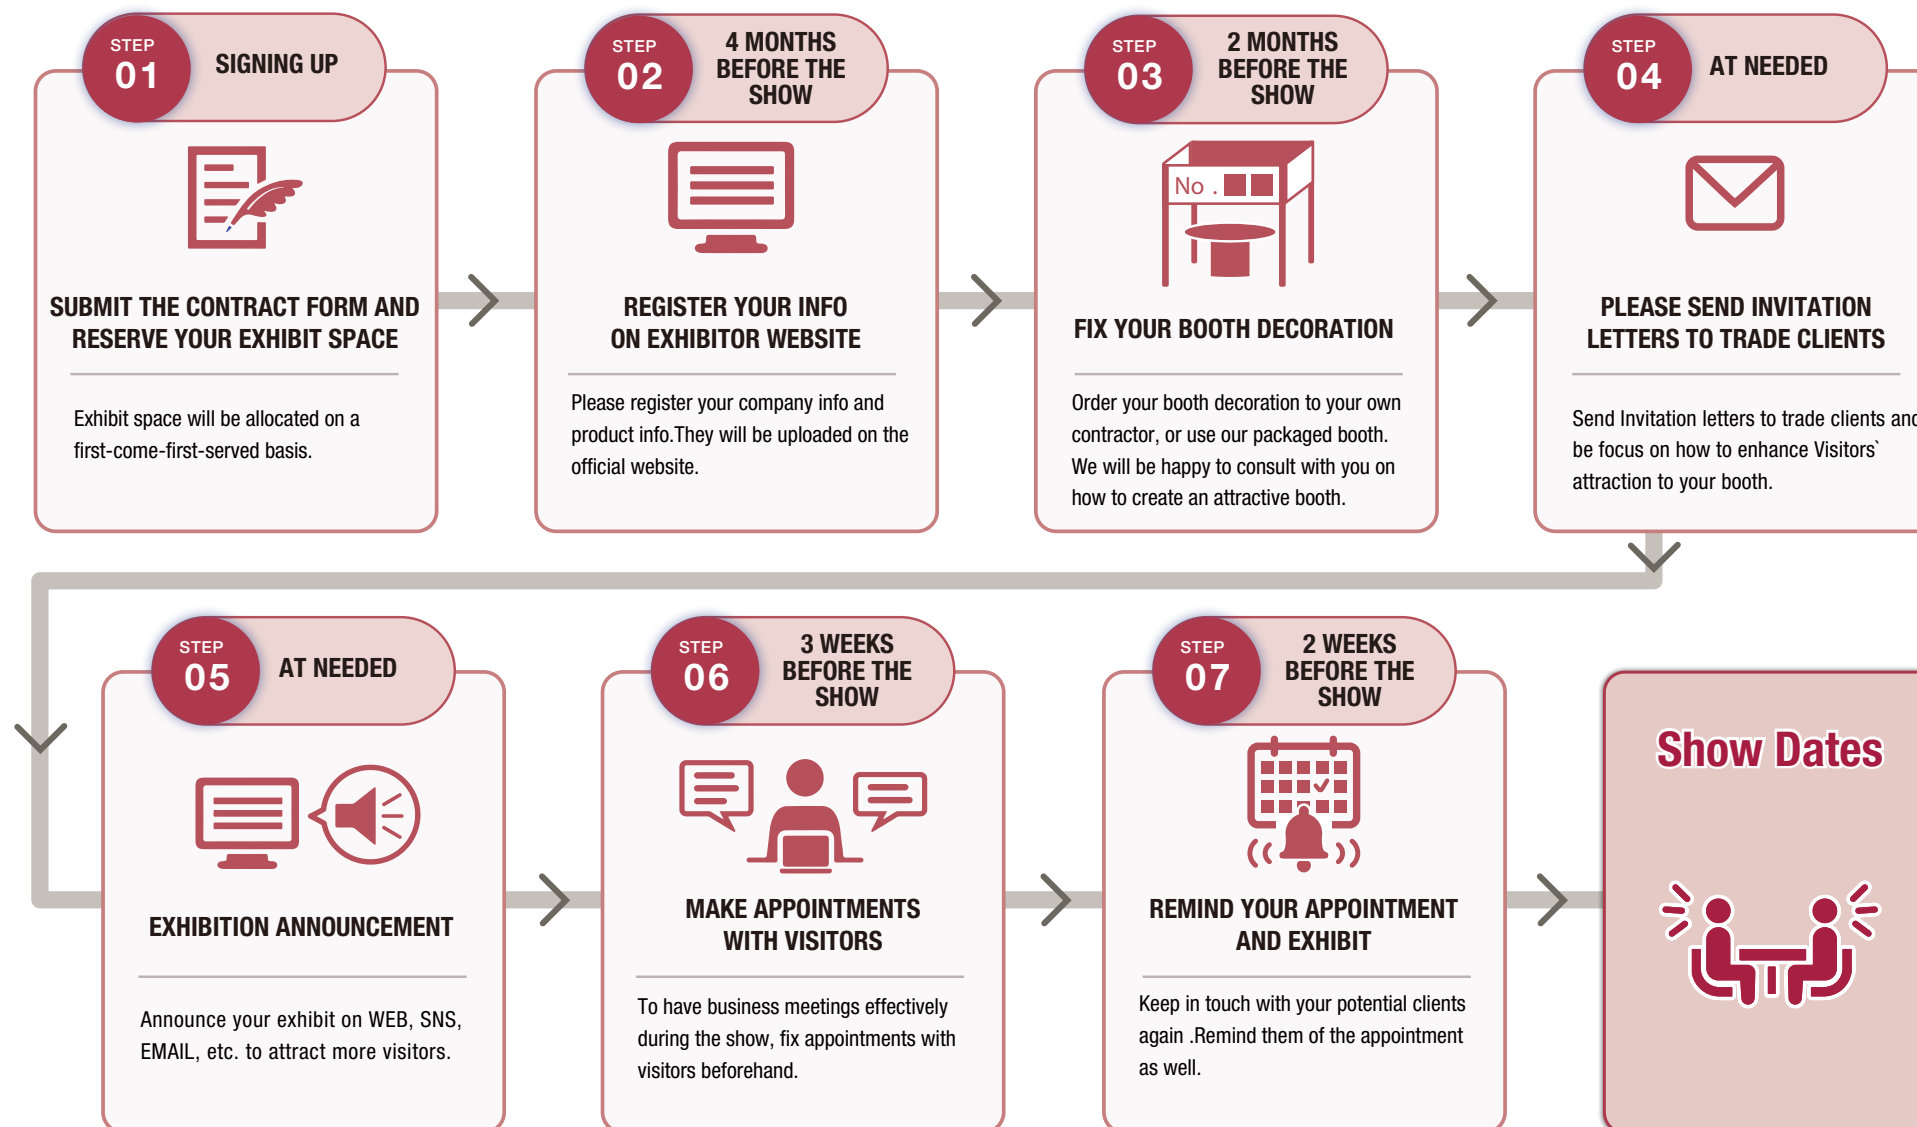 STEP
01
SIGNING UP
SUBMIT THE CONTRACT FORM AND
RESERVE YOUR EXHIBIT SPACE
Exhibit space will be allocated on a
first-come-first-served basis.
STEP
02
4 MONTHS
BEFORE THE
SHOW
REGISTER YOUR INFO
ON EXHIBITOR WEBSITE
Please register your company info and
product info.They will be uploaded on the
official website.
STEP
03
2 MONTHS
BEFORE THE
SHOW
No .
FIX YOUR BOOTH DECORATION
Order your booth decoration to your own
contractor, or use our packaged booth.
We will be happy to consult with you on
how to create an attractive booth.
STEP
04
AT NEEDED
PLEASE SEND INVITATION
LETTERS TO TRADE CLIENTS
Send Invitation letters to trade clients and
be focus on how to enhance Visitors`
attraction to your booth.
STEP
05
AT NEEDED
EXHIBITION ANNOUNCEMENT
Announce your exhibit on WEB, SNS,
EMAIL, etc. to attract more visitors.
STEP
06
3 WEEKS
BEFORE THE
SHOW
MAKE APPOINTMENTS
WITH VISITORS
To have business meetings effectively
during the show, fix appointments with
visitors beforehand.
STEP
07
2 WEEKS
BEFORE THE
SHOW
REMIND YOUR APPOINTMENT
AND EXHIBIT
Keep in touch with your potential clients
again .Remind them of the appointment
as well.
Show Dates